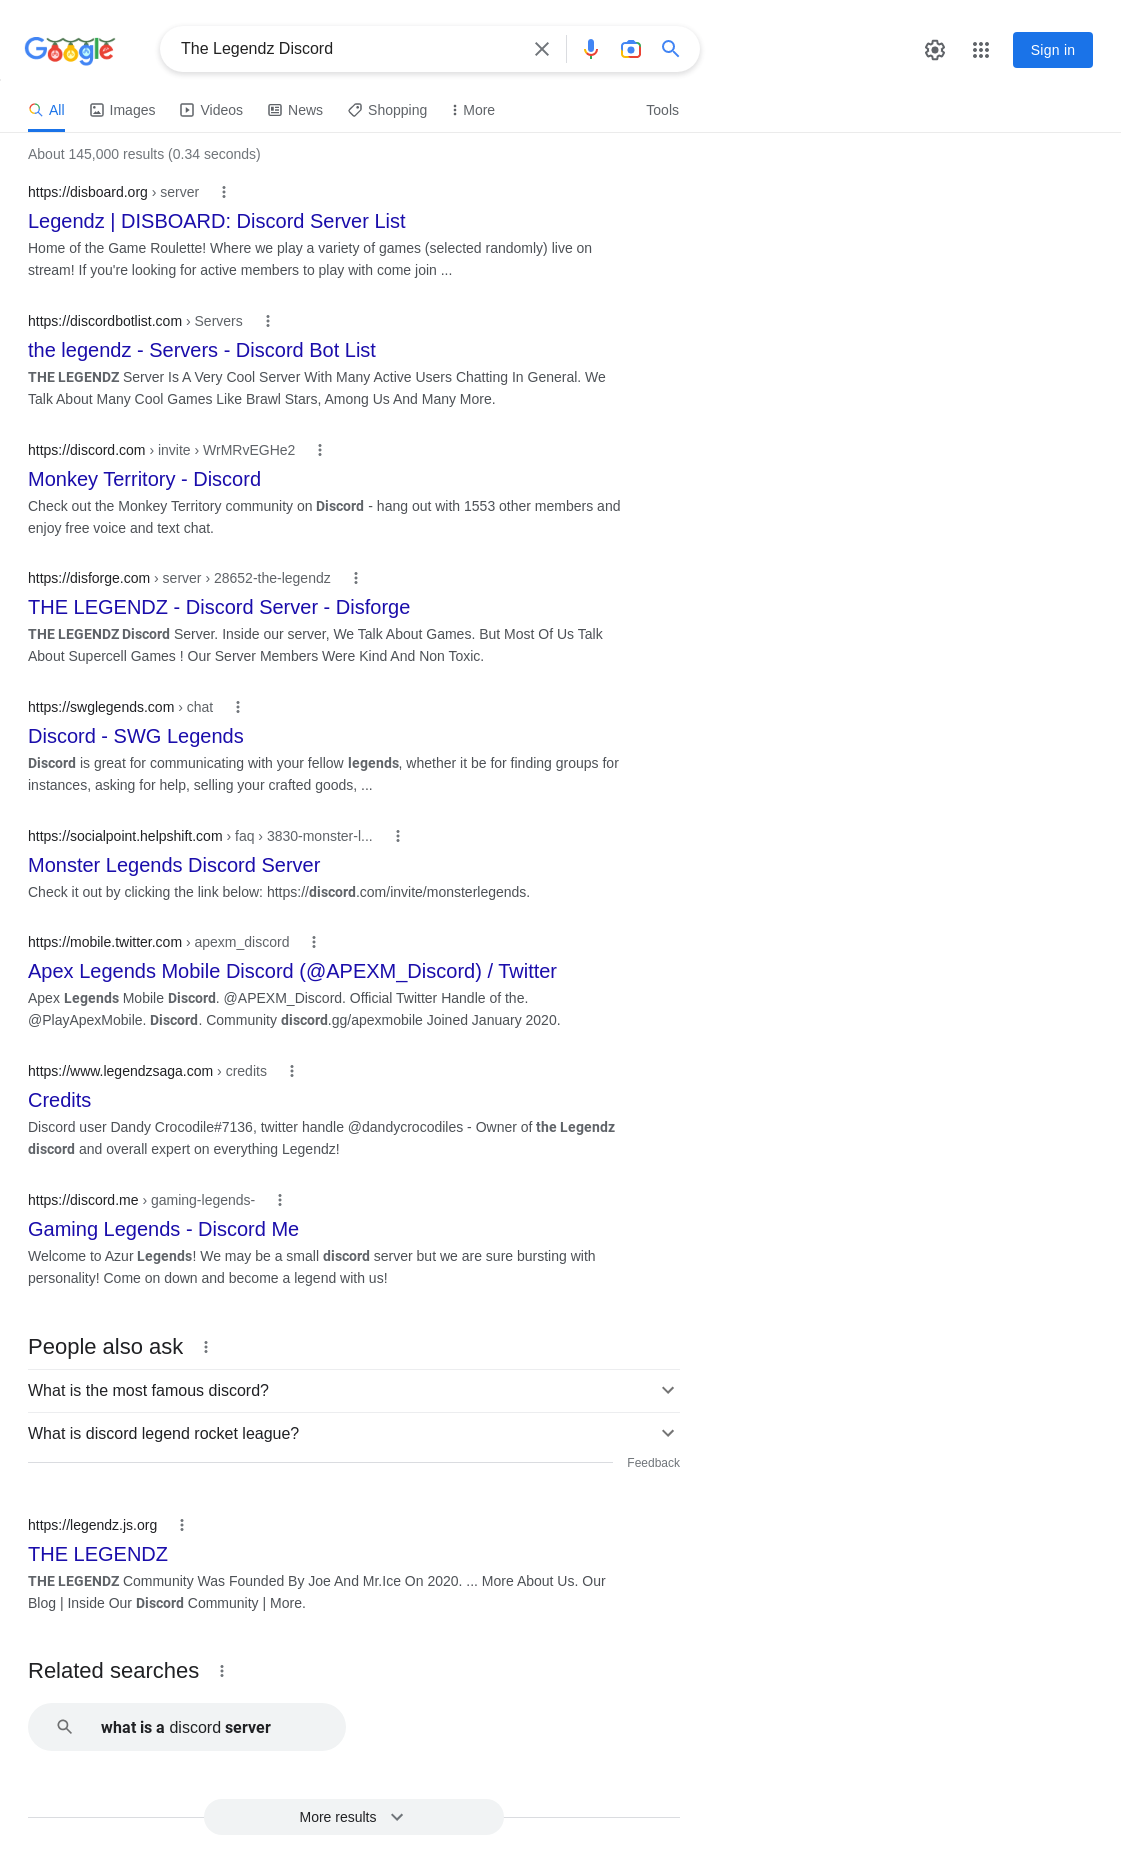 Google
The Legendz Discord
Sign in
All Images Videos News Shopping More Tools
About 145,000 results (0.34 seconds)
https://disboard.org › server
Legendz | DISBOARD: Discord Server List
Home of the Game Roulette! Where we play a variety of games (selected randomly) live on
stream! If you're looking for active members to play with come join ...
https://discordbotlist.com › Servers
the legendz - Servers - Discord Bot List
THE LEGENDZ Server Is A Very Cool Server With Many Active Users Chatting In General. We
Talk About Many Cool Games Like Brawl Stars, Among Us And Many More.
https://discord.com › invite › WrMRvEGHe2
Monkey Territory - Discord
Check out the Monkey Territory community on Discord - hang out with 1553 other members and
enjoy free voice and text chat.
https://disforge.com › server › 28652-the-legendz
THE LEGENDZ - Discord Server - Disforge
THE LEGENDZ Discord Server. Inside our server, We Talk About Games. But Most Of Us Talk
About Supercell Games ! Our Server Members Were Kind And Non Toxic.
https://swglegends.com › chat
Discord - SWG Legends
Discord is great for communicating with your fellow legends, whether it be for finding groups for
instances, asking for help, selling your crafted goods, ...
https://socialpoint.helpshift.com › faq › 3830-monster-l...
Monster Legends Discord Server
Check it out by clicking the link below: https://discord.com/invite/monsterlegends.
https://mobile.twitter.com › apexm_discord
Apex Legends Mobile Discord (@APEXM_Discord) / Twitter
Apex Legends Mobile Discord. @APEXM_Discord. Official Twitter Handle of the.
@PlayApexMobile. Discord. Community discord.gg/apexmobile Joined January 2020.
https://www.legendzsaga.com › credits
Credits
Discord user Dandy Crocodile#7136, twitter handle @dandycrocodiles - Owner of the Legendz
discord and overall expert on everything Legendz!
https://discord.me › gaming-legends-
Gaming Legends - Discord Me
Welcome to Azur Legends! We may be a small discord server but we are sure bursting with
personality! Come on down and become a legend with us!
People also ask
What is the most famous discord?
What is discord legend rocket league?
Feedback
https://legendz.js.org
THE LEGENDZ
THE LEGENDZ Community Was Founded By Joe And Mr.Ice On 2020. ... More About Us. Our
Blog | Inside Our Discord Community | More.
Related searches
what is a discord server
More results